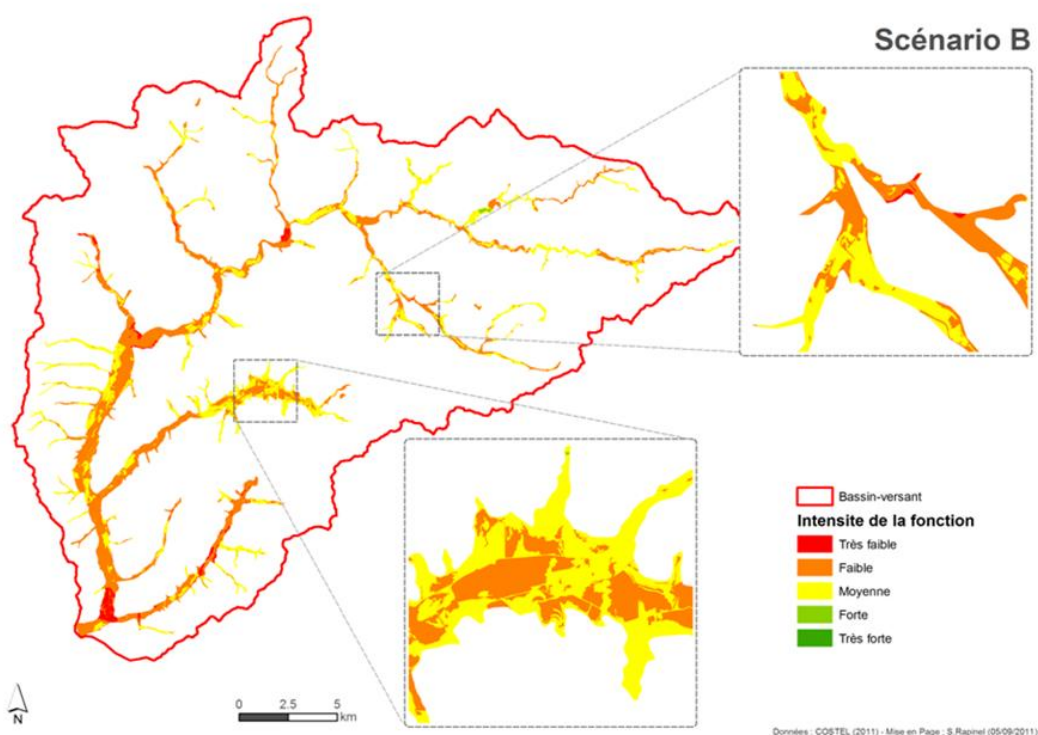 Scénario B
Bassin-versant
Intensite de la fonction
Très faible
Faible
Moyenne
Forte
Très forte
N
0 2.5 5
km
Données : COSTEL (2011) - Mise en Page : S.Rapinel (05/09/2011)